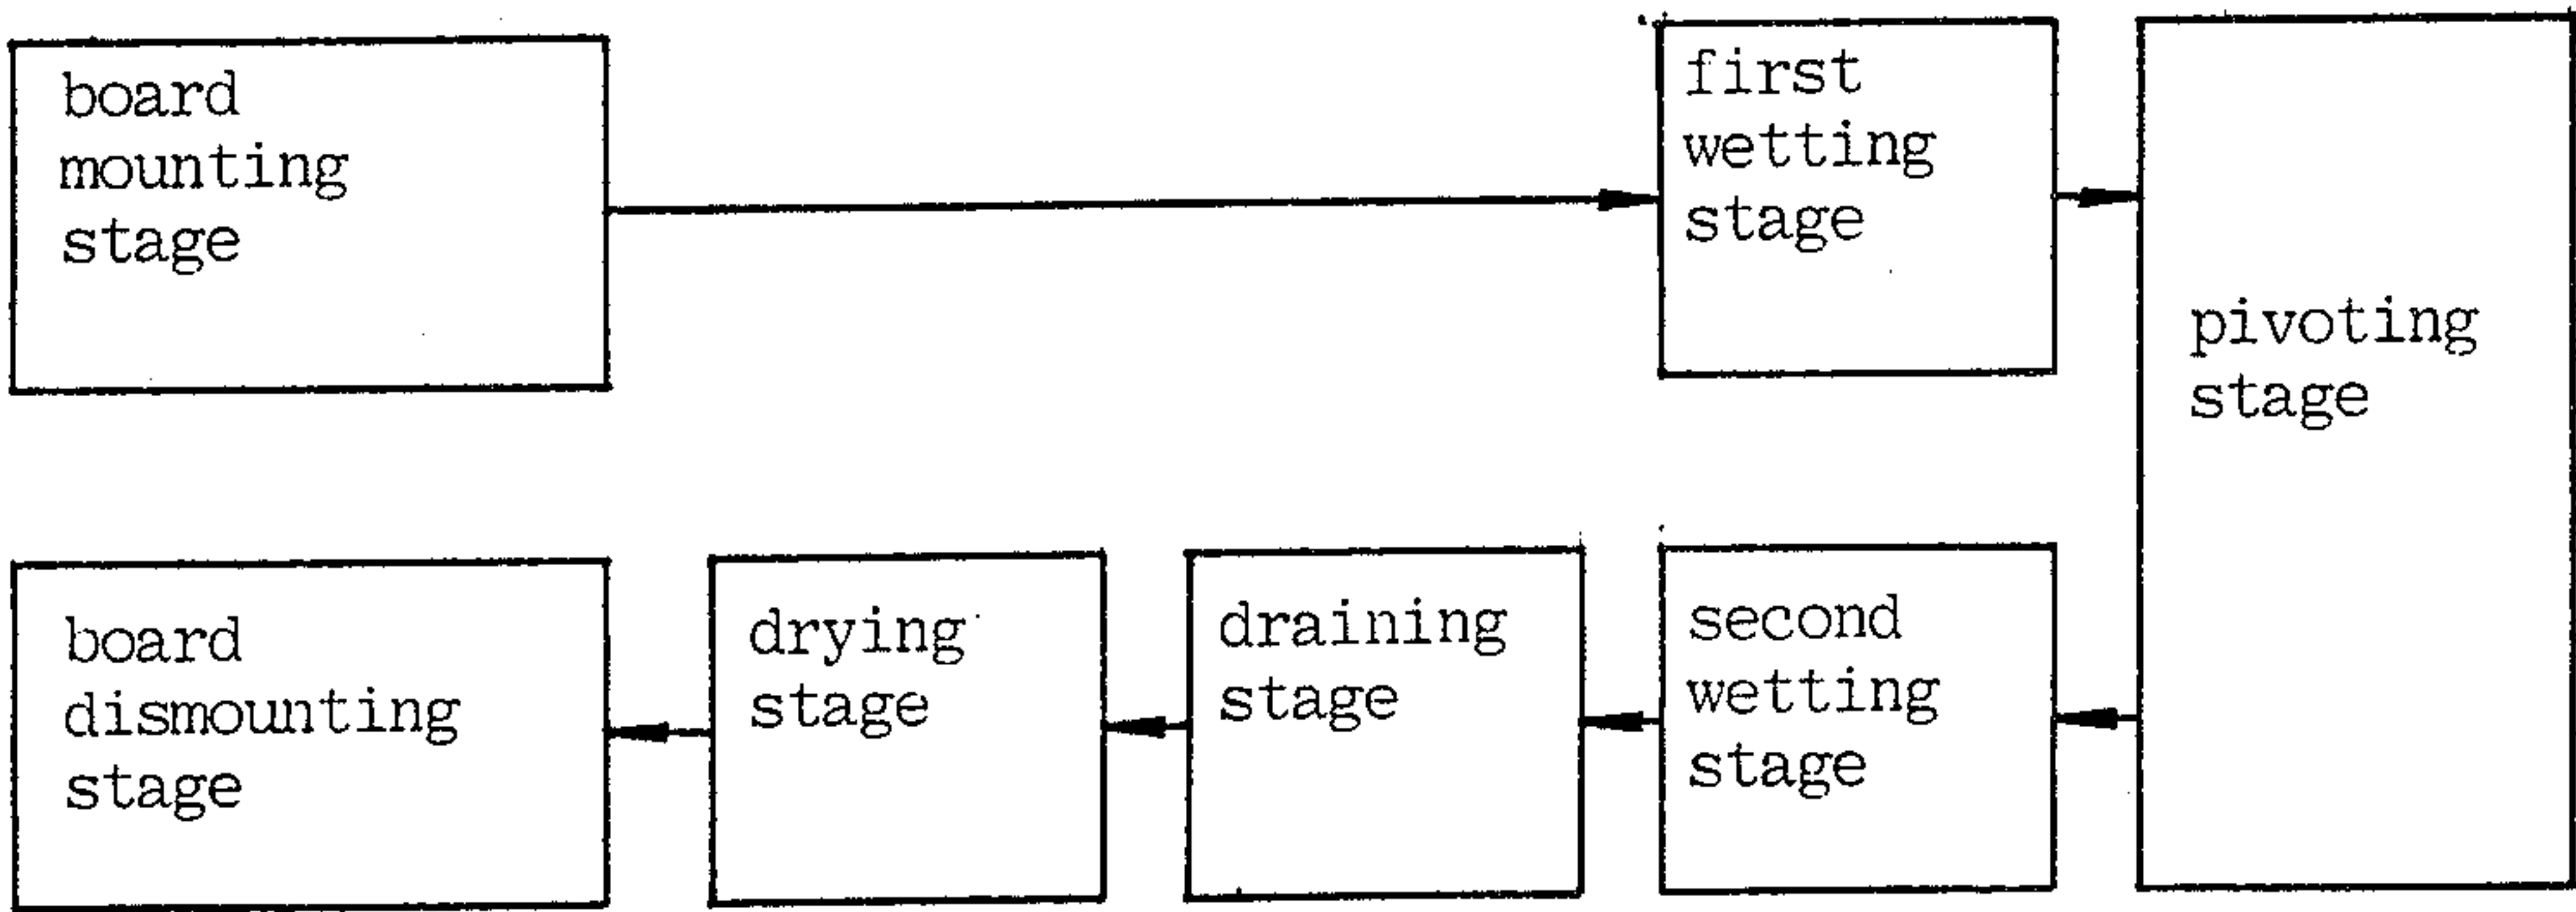 board
mounting
stage
first
wetting
stage
pivoting
stage
second
wetting
stage
draining
stage
drying
stage
board
dismounting
stage